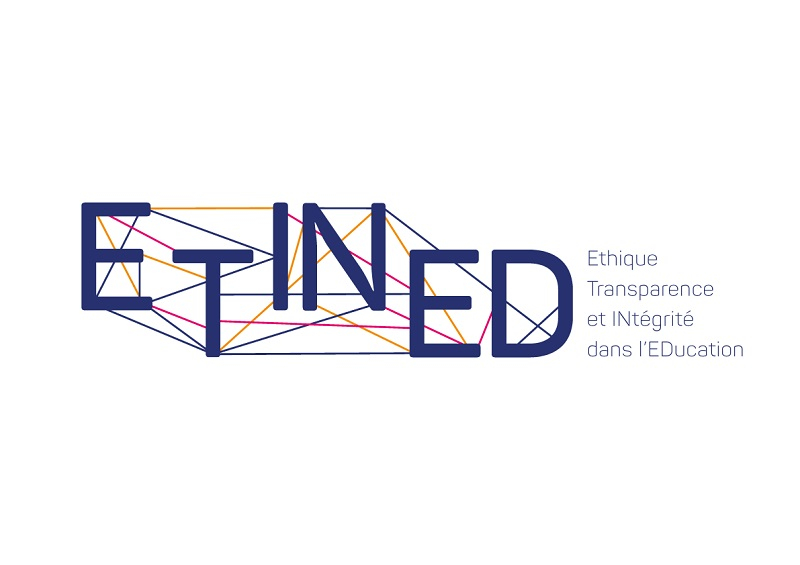 ETINED
Ethique
Transparence
et INtégrité
dans l'EDucation